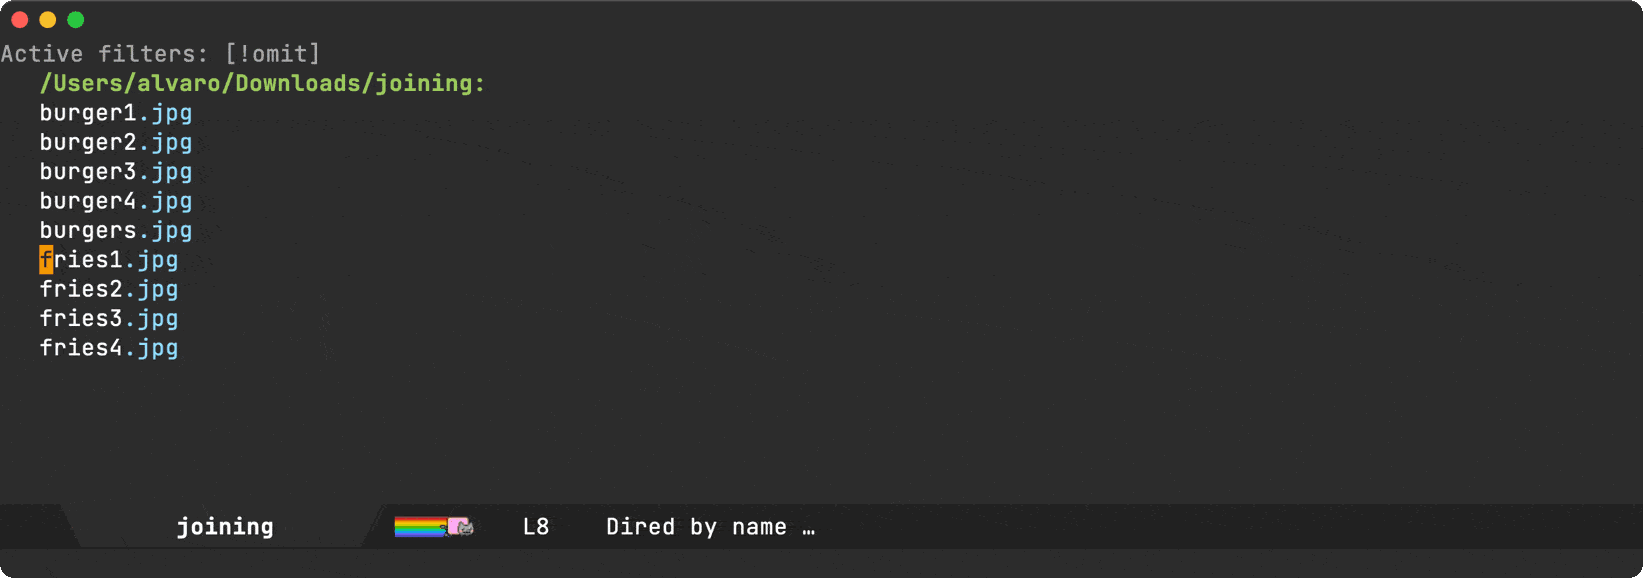 Active filters: [!omit]
/Users/alvaro/Downloads/joining:
burger1.jpg
burger2.jpg
burger3.jpg
burger4.jpg
burgers.jpg
fries1.jpg
fries2.jpg
fries3.jpg
fries4.jpg
joining L8 Dired by name …